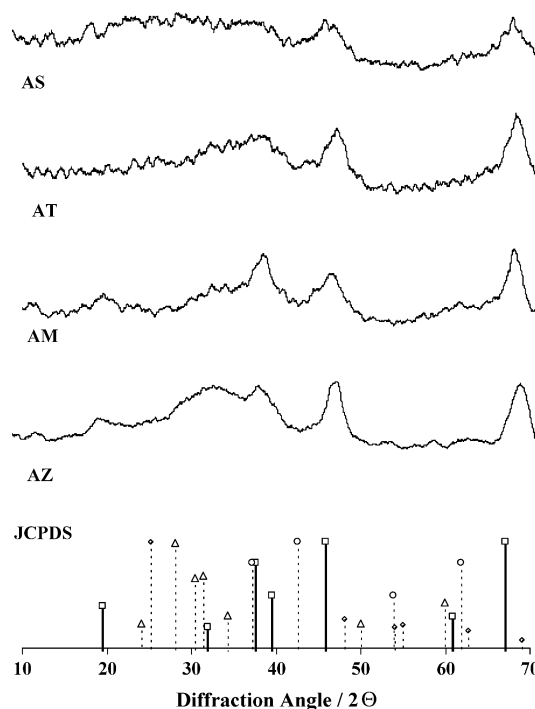 AS
AT
AM
AZ
JCPDS
10 20 30 40 50 60 70
Diffraction Angle / 2Θ